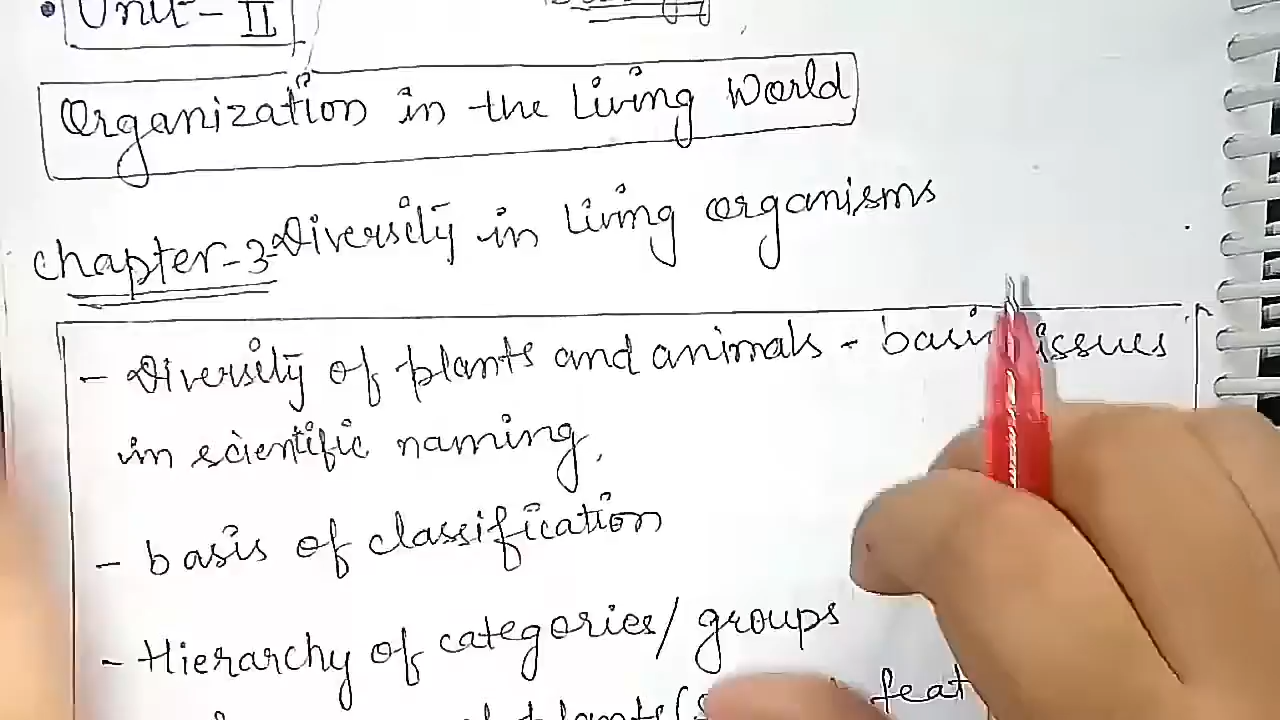 • Unit - II
Organization in the Living World
Chapter-3 Diversity in Living organisms
- Diversity of plants and animals - basic issues
in scientific naming,
- basis of classification
- Hierarchy of categories / groups
feat